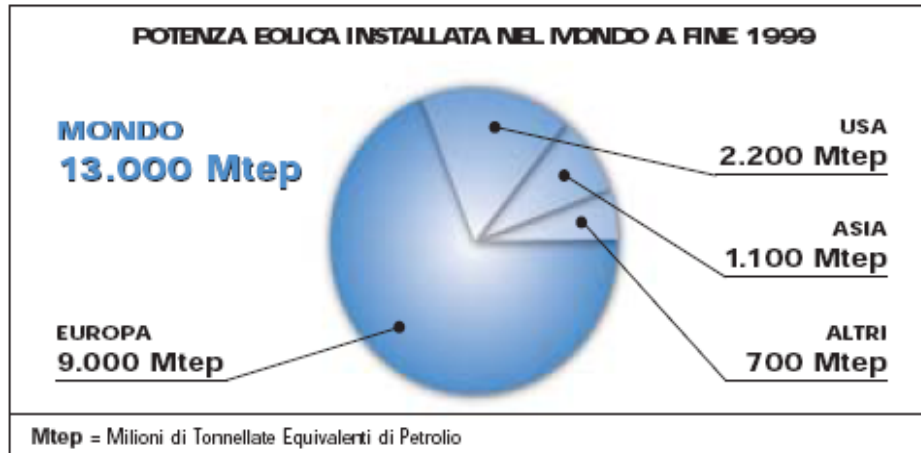 POTENZA EOLICA INSTALLATA NEL MONDO A FINE 1999
MONDO
13.000 Mtep
USA
2.200 Mtep
ASIA
1.100 Mtep
ALTRI
700 Mtep
EUROPA
9.000 Mtep
Mtep = Milioni di Tonnellate Equivalenti di Petrolio